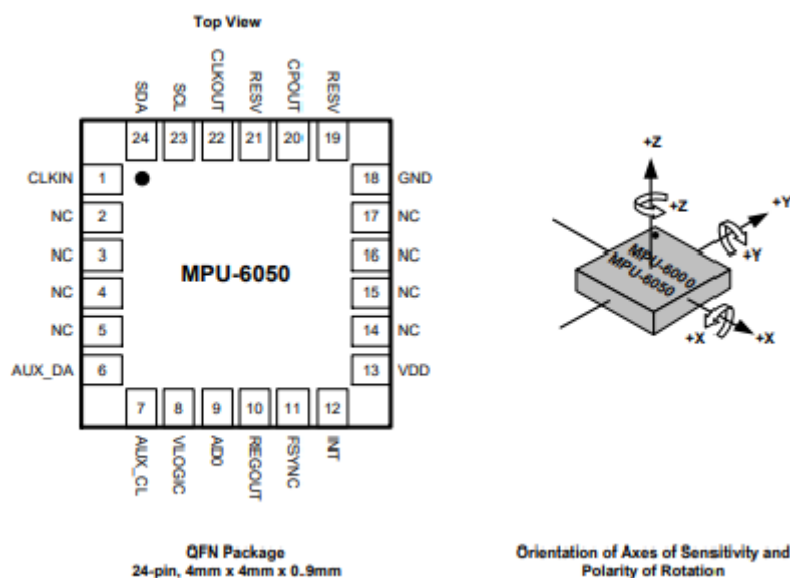 Top View
SDA
SCL
CLKOUT
RESV
CPOUT
RESV
24 23 22 21 20 19
CLKIN 1
NC 2
NC 3
NC 4
NC 5
AUX_DA 6
MPU-6050
18 GND
17 NC
16 NC
15 NC
14 NC
13 VDD
7 8 9 10 11 12
AUX_CL
VLOGIC
AD0
REGOUT
FSYNC
INIT
QFN Package
24-pin, 4mm x 4mm x 0..9mm
+Z
+Z
+Y
+Y
MPU-6000
MPU-6050
+X
+X
Orientation of Axes of Sensitivity and
Polarity of Rotation